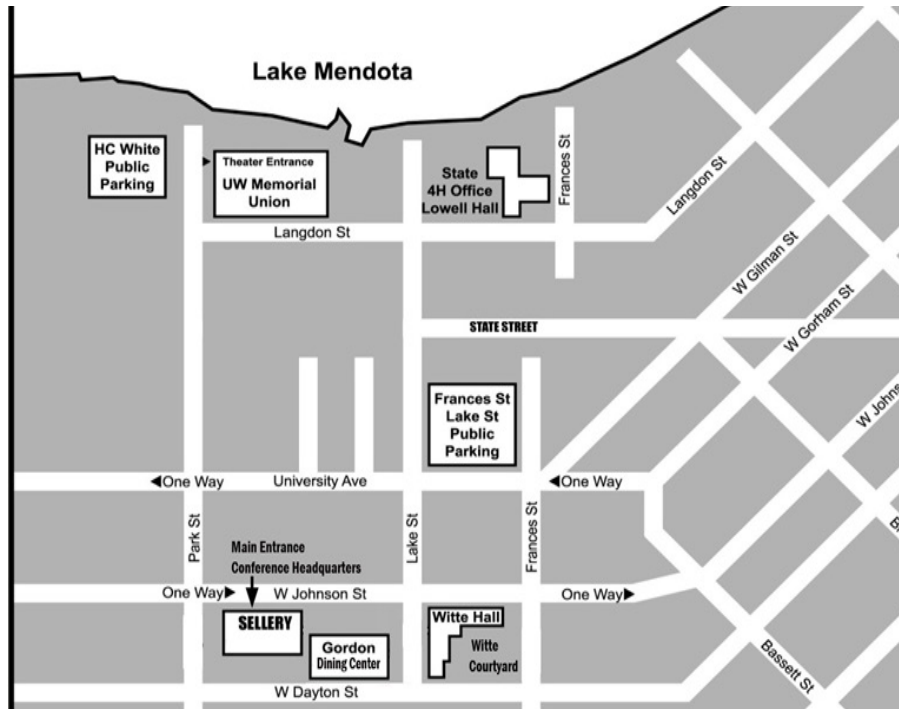 Lake Mendota
HC White
Public
Parking
Theater Entrance
UW Memorial
Union
State
4H Office
Lowell Hall
Frances St
Langdon St
Langdon St
W Gilman St
W Gorham St
STATE STREET
W Johns
Frances St
Lake St
Public
Parking
One Way
University Ave
One Way
Park St
Lake St
Frances St
Main Entrance
Conference Headquarters
One Way
W Johnson St
One Way
SELLERY
Gordon
Dining Center
Witte Hall
Witte
Courtyard
W Dayton St
Bassett St